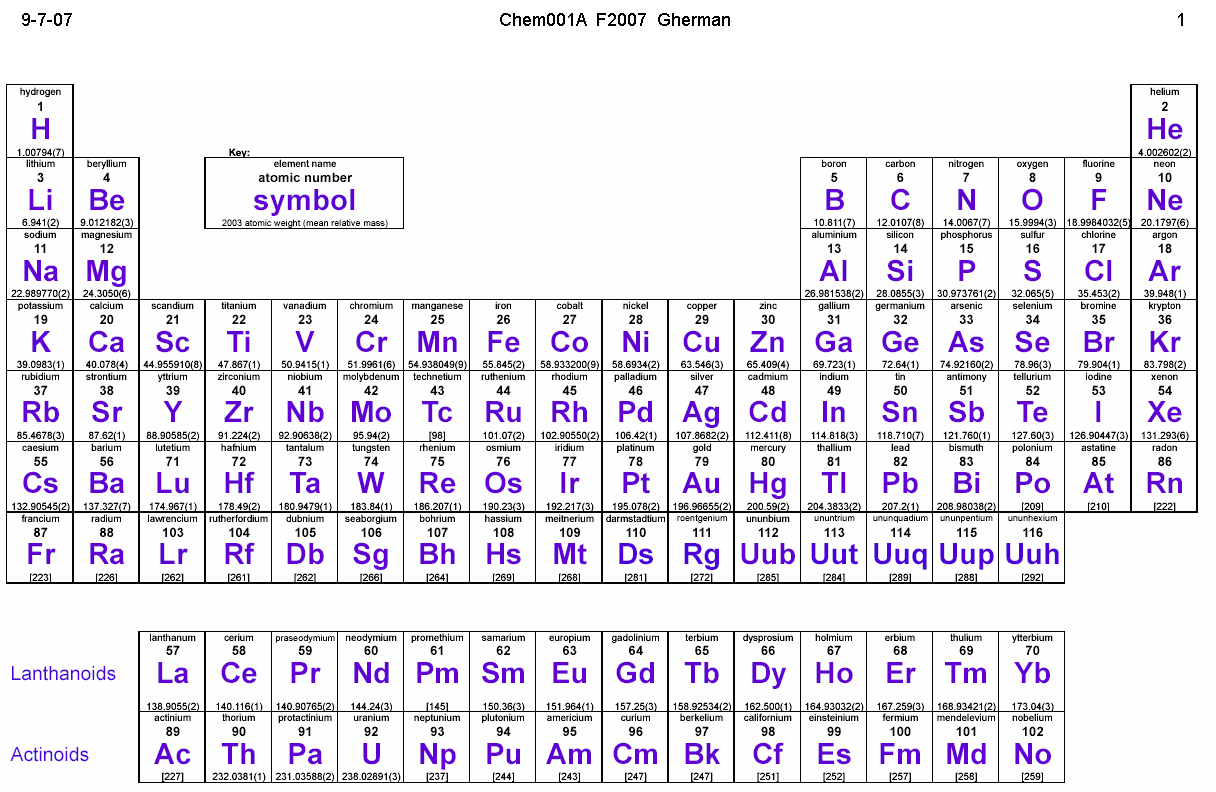 9-7-07 Chem001A F2007 Gherman 1
hydrogen helium
1 2
H He
1.00794(7) Key: 4.002602(2)
lithium beryllium element name boron carbon nitrogen oxygen fluorine neon
3 4 atomic number 5 6 7 8 9 10
Li Be symbol B C N O F Ne
6.941(2) 9.012182(3) 2003 atomic weight (mean relative mass) 10.811(7) 12.0107(8) 14.0067(7) 15.9994(3) 18.9984032(5) 20.1797(6)
sodium magnesium aluminium silicon phosphorus sulfur chlorine argon
11 12 13 14 15 16 17 18
Na Mg Al Si P S Cl Ar
22.989770(2) 24.3050(6) 26.981538(2) 28.0855(3) 30.973761(2) 32.065(5) 35.453(2) 39.948(1)
potassium calcium scandium titanium vanadium chromium manganese iron cobalt nickel copper zinc gallium germanium arsenic selenium bromine krypton
19 20 21 22 23 24 25 26 27 28 29 30 31 32 33 34 35 36
K Ca Sc Ti V Cr Mn Fe Co Ni Cu Zn Ga Ge As Se Br Kr
39.0983(1) 40.078(4) 44.955910(8) 47.867(1) 50.9415(1) 51.9961(6) 54.938049(9) 55.845(2) 58.933200(9) 58.6934(2) 63.546(3) 65.409(4) 69.723(1) 72.64(1) 74.92160(2) 78.96(3) 79.904(1) 83.798(2)
rubidium strontium yttrium zirconium niobium molybdenum technetium ruthenium rhodium palladium silver cadmium indium tin antimony tellurium iodine xenon
37 38 39 40 41 42 43 44 45 46 47 48 49 50 51 52 53 54
Rb Sr Y Zr Nb Mo Tc Ru Rh Pd Ag Cd In Sn Sb Te I Xe
85.4678(3) 87.62(1) 88.90585(2) 91.224(2) 92.90638(2) 95.94(2) [98] 101.07(2) 102.90550(2) 106.42(1) 107.8682(2) 112.411(8) 114.818(3) 118.710(7) 121.760(1) 127.60(3) 126.90447(3) 131.293(6)
caesium barium lutetium hafnium tantalum tungsten rhenium osmium iridium platinum gold mercury thallium lead bismuth polonium astatine radon
55 56 71 72 73 74 75 76 77 78 79 80 81 82 83 84 85 86
Cs Ba Lu Hf Ta W Re Os Ir Pt Au Hg Tl Pb Bi Po At Rn
132.90545(2) 137.327(7) 174.967(1) 178.49(2) 180.9479(1) 183.84(1) 186.207(1) 190.23(3) 192.217(3) 195.078(2) 196.96655(2) 200.59(2) 204.3833(2) 207.2(1) 208.98038(2) [209] [210] [222]
francium radium lawrencium rutherfordium dubnium seaborgium bohrium hassium meitnerium darmstadtium roentgenium ununbium ununtrium ununquadium ununpentium ununhexium
87 88 103 104 105 106 107 108 109 110 111 112 113 114 115 116
Fr Ra Lr Rf Db Sg Bh Hs Mt Ds Rg Uub Uut Uuq Uup Uuh
[223] [226] [262] [261] [262] [266] [264] [269] [268] [281] [272] [285] [284] [289] [288] [292]
lanthanum cerium praseodymium neodymium promethium samarium europium gadolinium terbium dysprosium holmium erbium thulium ytterbium
57 58 59 60 61 62 63 64 65 66 67 68 69 70
Lanthanoids La Ce Pr Nd Pm Sm Eu Gd Tb Dy Ho Er Tm Yb
138.9055(2) 140.116(1) 140.90765(2) 144.24(3) [145] 150.36(3) 151.964(1) 157.25(3) 158.92534(2) 162.500(1) 164.93032(2) 167.259(3) 168.93421(2) 173.04(3)
actinium thorium protactinium uranium neptunium plutonium americium curium berkelium californium einsteinium fermium mendelevium nobelium
89 90 91 92 93 94 95 96 97 98 99 100 101 102
Actinoids Ac Th Pa U Np Pu Am Cm Bk Cf Es Fm Md No
[227] 232.0381(1) 231.03588(2) 238.02891(3) [237] [244] [243] [247] [247] [251] [252] [257] [258] [259]